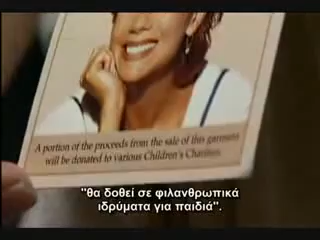 A portion of the proceeds from the sale of this garment
will be donated to various Children's Charities.
"θα δοθεί σε φιλανθρωπικά
ιδρύματα για παιδιά".